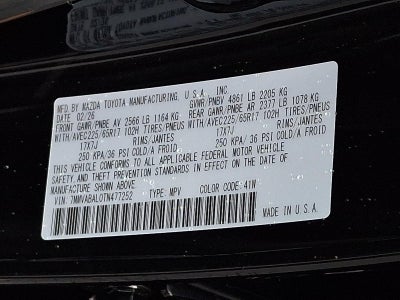 MFD. BY MAZDA TOYOTA MANUFACTURING, U.S.A., INC.
DATE 02/26 GVWR/PNBV 4861 LB 2205 KG
FRONT GAWR/PNBE AV 2566 LB 1164 KG REAR GAWR/PNBE AR 2377 LB 1078 KG
WITH/AVEC225/65R17 102H TIRES/PNEUS WITH/AVEC225/65R17 102H TIRES/PNEUS
17X7J RIMS/JANTES 17X7J RIMS/JANTES
250 KPA/36 PSI COLD/A FROID 250 KPA/36 PSI COLD/A FROID
THIS VEHICLE CONFORMS TO ALL APPLICABLE FEDERAL MOTOR VEHICLE
SAFETY, AND THEFT PREVENTION STANDARDS IN EFFECT ON THE DATE OF
MANUFACTURE SHOWN ABOVE.
VIN: 7MMVABAL0TN477252 TYPE: MPV COLOR CODE: 41W
MADE IN U.S.A.